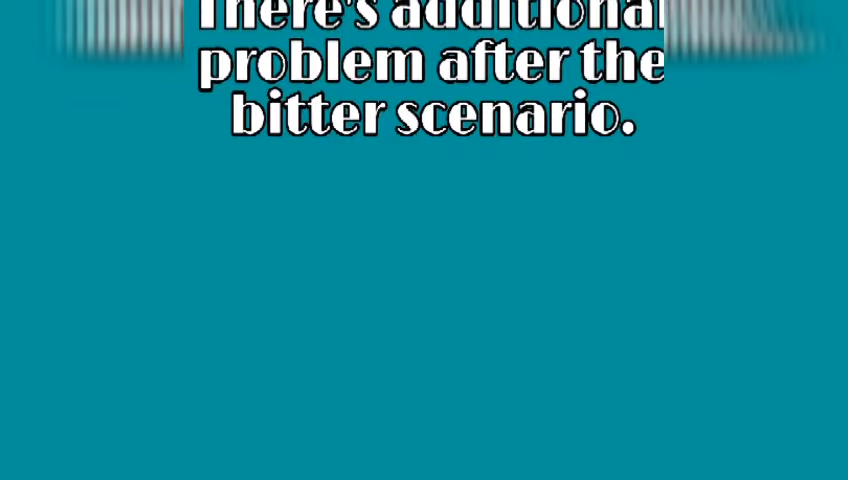 There's additional
problem after the
bitter scenario.